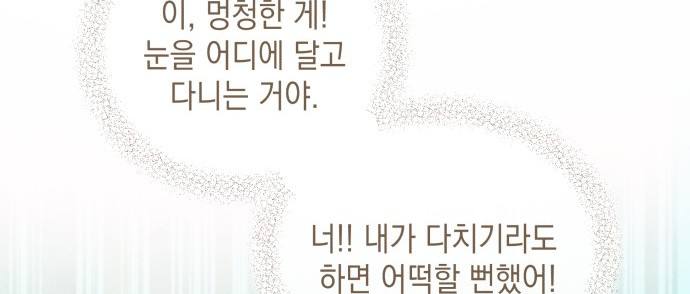 이, 멍청한 게!
눈을 어디에 달고
다니는 거야.
너!! 내가 다치기라도
하면 어떡할 뻔했어!